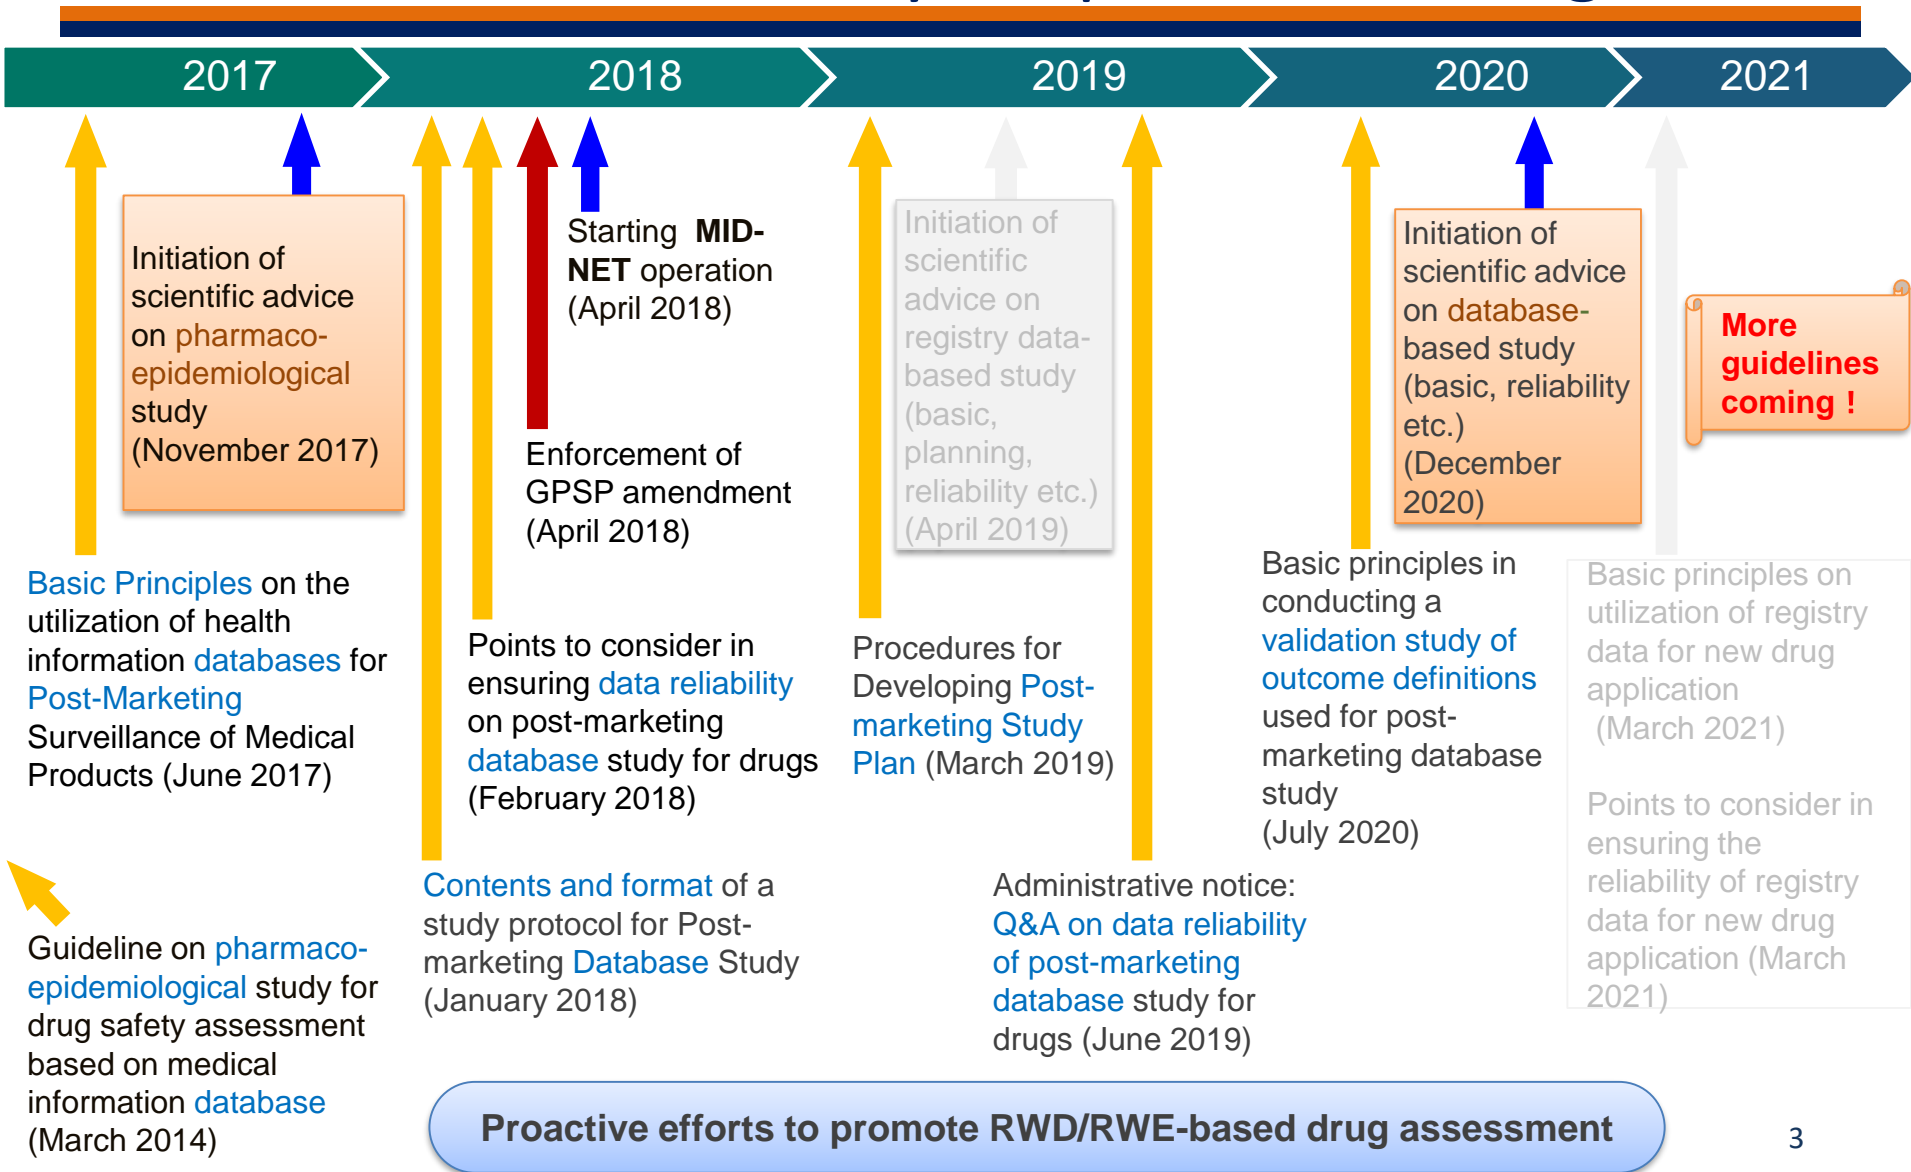 2017
2018
2019
2020
2021
Initiation of
scientific advice
on pharmaco-
epidemiological
study
(November 2017)
Starting MID-
NET operation
(April 2018)
Enforcement of
GPSP amendment
(April 2018)
Initiation of
scientific
advice on
registry data-
based study
(basic,
planning,
reliability etc.)
(April 2019)
Initiation of
scientific advice
on database-
based study
(basic, reliability
etc.)
(December
2020)
More
guidelines
coming !
Basic Principles on the
utilization of health
information databases for
Post-Marketing
Surveillance of Medical
Products (June 2017)
Points to consider in
ensuring data reliability
on post-marketing
database study for drugs
(February 2018)
Procedures for
Developing Post-
marketing Study
Plan (March 2019)
Basic principles in
conducting a
validation study of
outcome definitions
used for post-
marketing database
study
(July 2020)
Basic principles on
utilization of registry
data for new drug
application
(March 2021)
Points to consider in
ensuring the
reliability of registry
data for new drug
application (March
2021)
Guideline on pharmaco-
epidemiological study for
drug safety assessment
based on medical
information database
(March 2014)
Contents and format of a
study protocol for Post-
marketing Database Study
(January 2018)
Administrative notice:
Q&A on data reliability
of post-marketing
database study for
drugs (June 2019)
Proactive efforts to promote RWD/RWE-based drug assessment
3